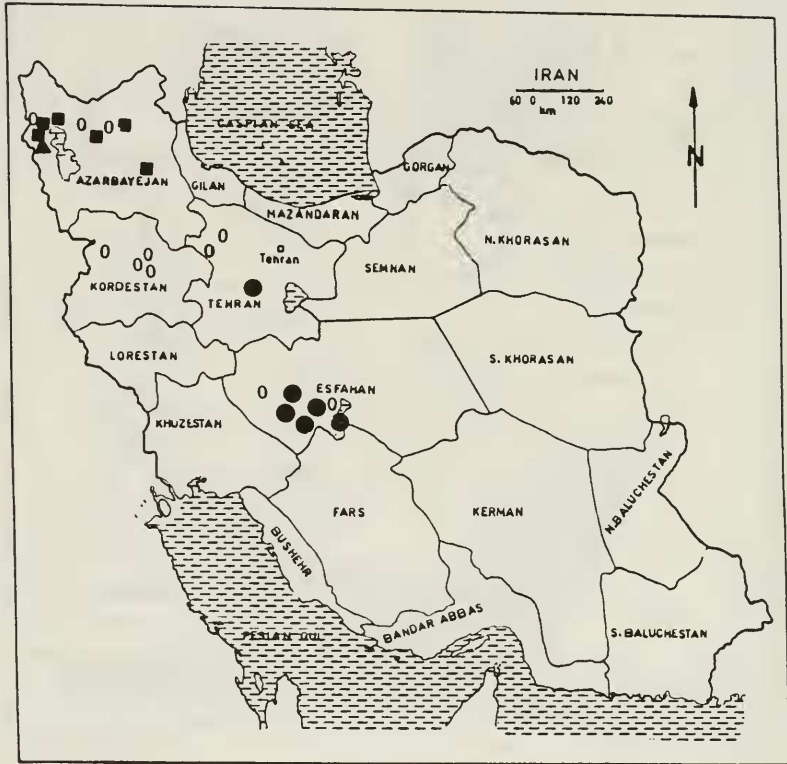 IRAN
60 0 120 240
km
N
CASPIAN SEA
GORGAN
AZARBAYEJAN
GILAN
MAZANDARAN
N. KHORASAN
Tehran
SEMNAN
KORDESTAN
TEHRAN
LORESTAN
S. KHORASAN
ESFAHAN
KHUZESTAN
N.BALUCHESTAN
FARS
KERMAN
BUSHEHR
BANDAR ABBAS
S.BALUCHESTAN